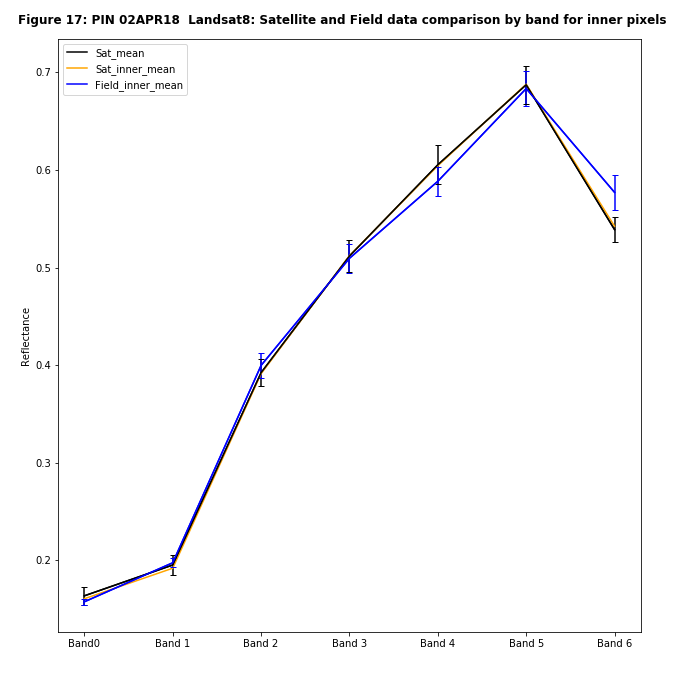 Figure 17: PIN 02APR18  Landsat8: Satellite and Field data comparison by band for inner pixels
Sat_mean
Sat_inner_mean
Field_inner_mean
0.7
0.6
0.5
0.4
0.3
0.2
Reflectance
Band0 Band 1 Band 2 Band 3 Band 4 Band 5 Band 6